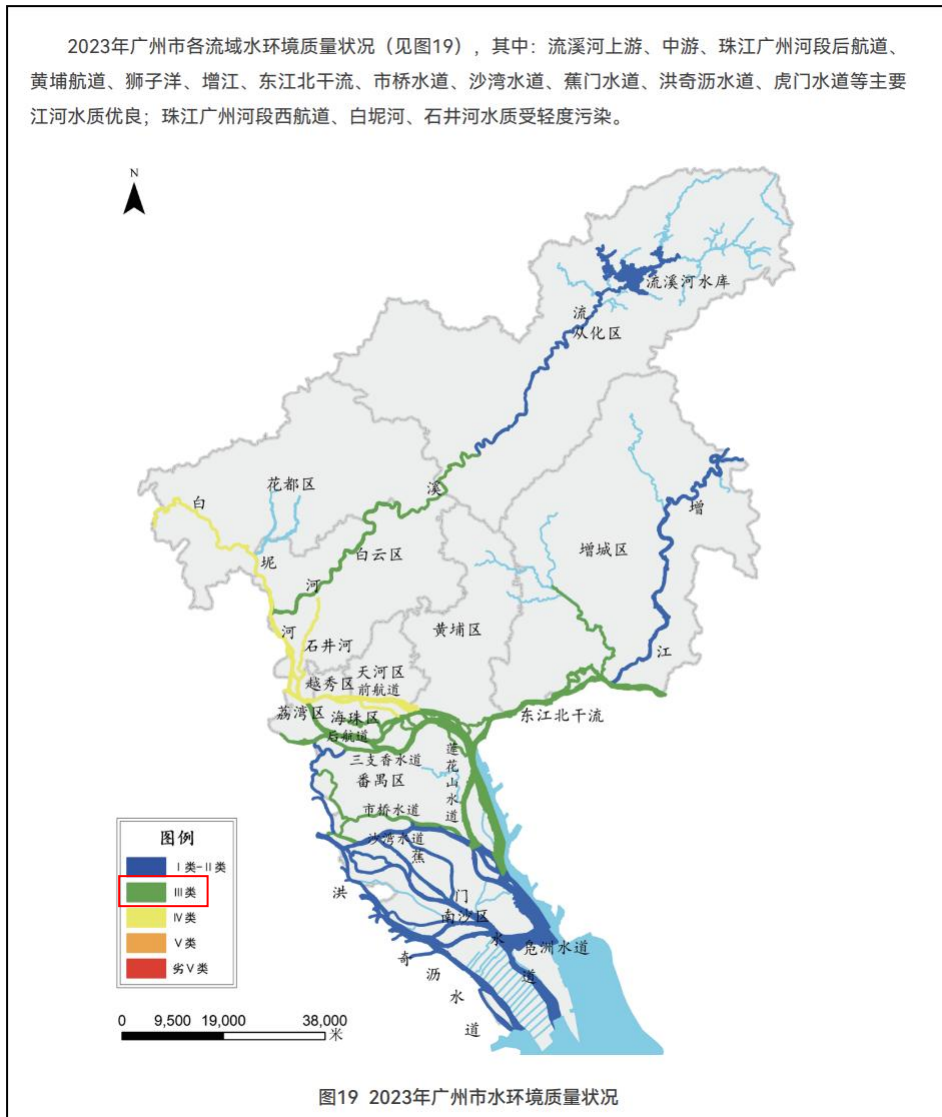 2023年广州市各流域水环境质量状况（见图19），其中：流溪河上游、中游、珠江广州河段后航道、
黄埔航道、狮子洋、增江、东江北干流、市桥水道、沙湾水道、蕉门水道、洪奇沥水道、虎门水道等主要
江河水质优良；珠江广州河段西航道、白坭河、石井河水质受轻度污染。
N
流溪河水库
流
从化区
溪
花都区
白
增
坭
白云区
增城区
河
河
石井河
黄埔区
江
天河区
越秀区
前航道
荔湾区
海珠区
东江北干流
后航道
三支香水道
莲花山水道
番禺区
市桥水道
沙湾水道
蕉
洪
门
南沙区
水
凫洲水道
奇
沥
道
水
道
图例
Ⅰ类-Ⅱ类
Ⅲ类
Ⅳ类
Ⅴ类
劣Ⅴ类
0 9,500 19,000 38,000
米
图19 2023年广州市水环境质量状况